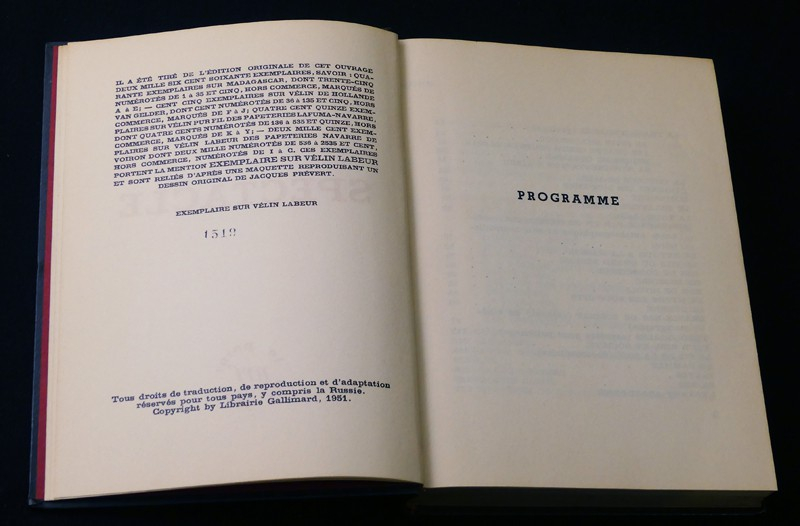 IL A ÉTÉ TIRÉ DE L'ÉDITION ORIGINALE DE CET OUVRAGE
DEUX MILLE SIX CENT SOIXANTE EXEMPLAIRES, SAVOIR : QUA-
RANTE EXEMPLAIRES SUR MADAGASCAR, DONT TRENTE-CINQ
NUMÉROTÉS DE 1 à 35 ET CINQ, HORS COMMERCE, MARQUÉS DE
A à E; — CENT CINQ EXEMPLAIRES SUR VÉLIN DE HOLLANDE
VAN GELDER, DONT CENT NUMÉROTÉS DE 36 à 135 ET CINQ, HORS
COMMERCE, MARQUÉS DE F à J; QUATRE CENT QUINZE EXEM-
PLAIRES SUR VÉLIN PUR FIL DES PAPETERIES LAFUMA-NAVARRE,
DONT QUATRE CENTS NUMÉROTÉS DE 136 à 535 ET QUINZE, HORS
COMMERCE, MARQUÉS DE K à Y; — DEUX MILLE CENT EXEM-
PLAIRES SUR VÉLIN LABEUR DES PAPETERIES NAVARRE DE
VOIRON DONT DEUX MILLE NUMÉROTÉS DE 536 à 2535 ET CENT,
HORS COMMERCE, NUMÉROTÉS DE I à C. CES EXEMPLAIRES
PORTENT LA MENTION EXEMPLAIRE SUR VÉLIN LABEUR
ET SONT RELIÉS D'APRÈS UNE MAQUETTE REPRODUISANT UN
DESSIN ORIGINAL DE JACQUES PRÉVERT.
EXEMPLAIRE SUR VÉLIN LABEUR
1519
Tous droits de traduction, de reproduction et d'adaptation
réservés pour tous pays, y compris la Russie.
Copyright by Librairie Gallimard, 1951.
PROGRAMME